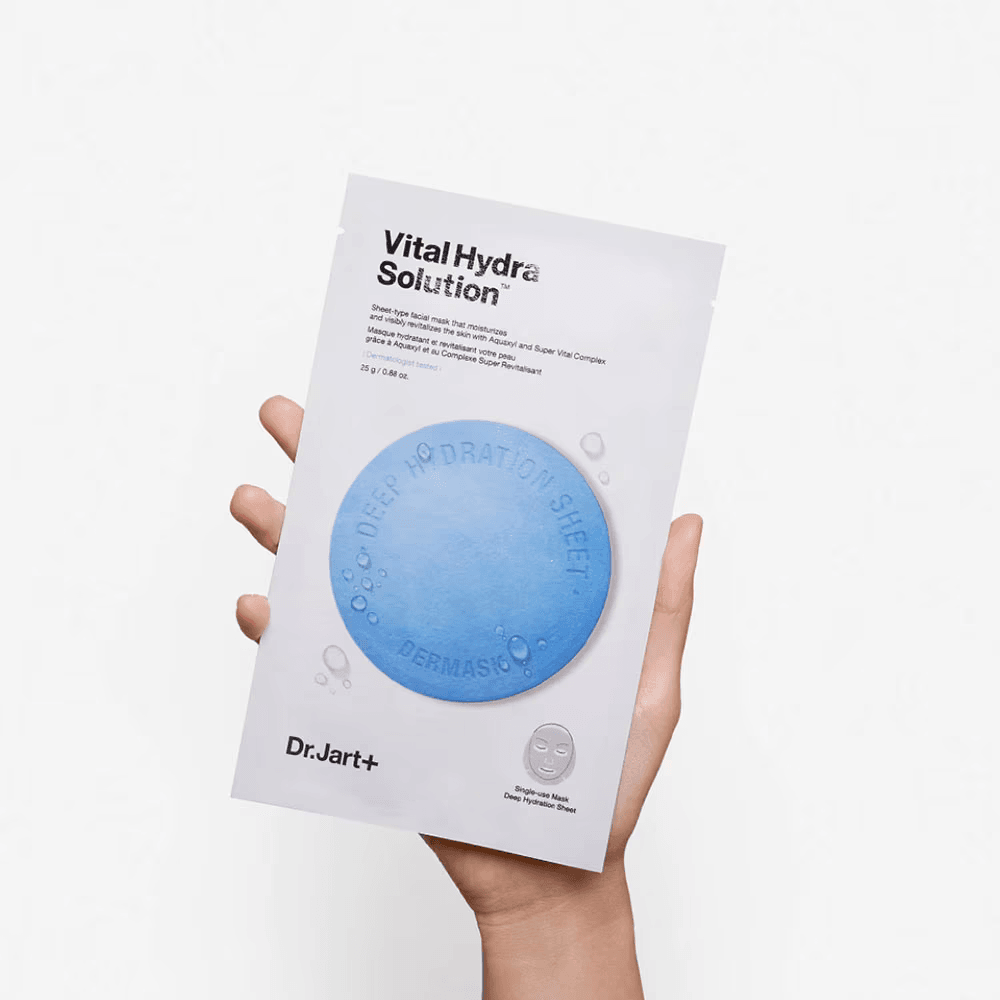 Vital Hydra
Solution™
Sheet-type facial mask that moisturizes
and visibly revitalizes the skin with Aquaxyl and Super Vital Complex
Masque hydratant et revitalisant votre peau
grâce à Aquaxyl et au Complexe Super Revitalisant
| Dermatologist tested |
25 g / 0.88 oz.
DEEP HYDRATION SHEET
DERMASK
Dr.Jart+
Single-use Mask
Deep Hydration Sheet